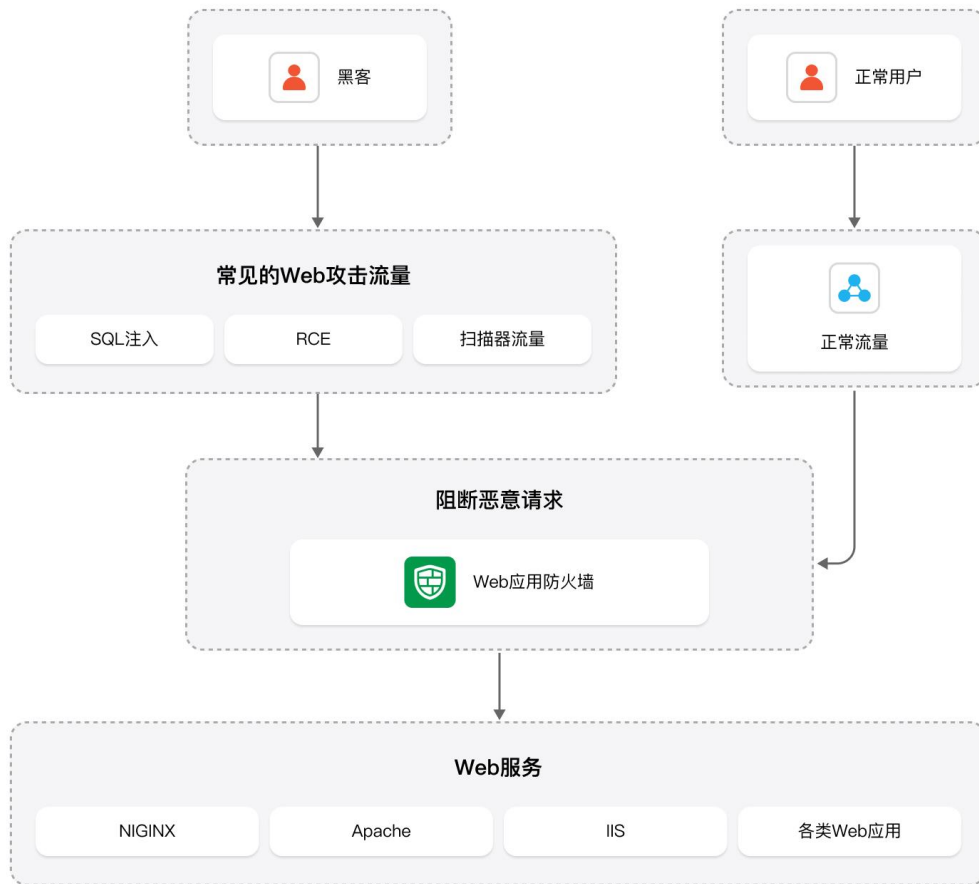 黑客
正常用户
常见的Web攻击流量
SQL注入
RCE
扫描器流量
正常流量
阻断恶意请求
Web应用防火墙
Web服务
NIGINX
Apache
IIS
各类Web应用